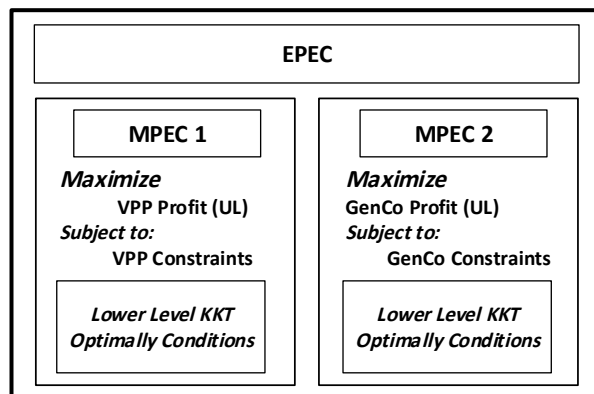 EPEC
MPEC 1
Maximize
VPP Profit (UL)
Subject to:
VPP Constraints
Lower Level KKT
Optimally Conditions
MPEC 2
Maximize
GenCo Profit (UL)
Subject to:
GenCo Constraints
Lower Level KKT
Optimally Conditions